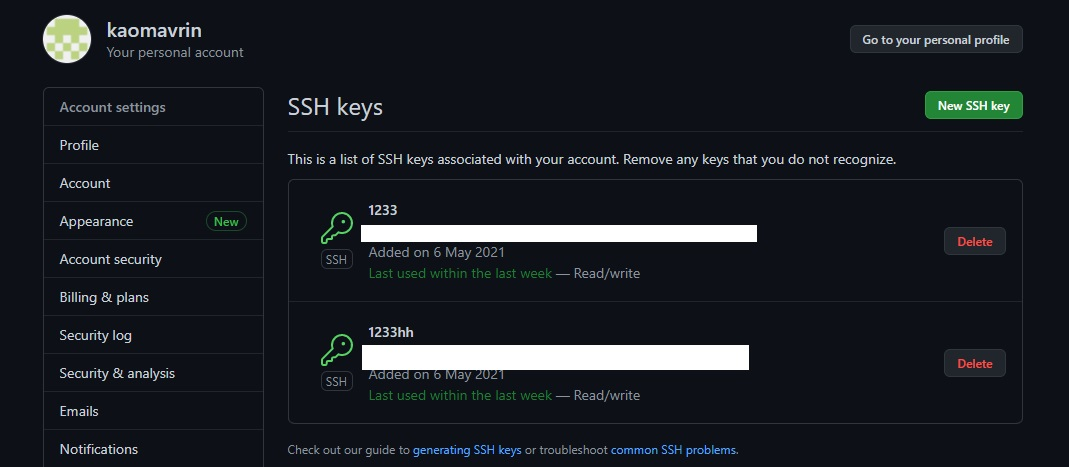 kaomavrin
Your personal account
Go to your personal profile
Account settings
Profile
Account
Appearance New
Account security
Billing & plans
Security log
Security & analysis
Emails
Notifications
SSH keys
New SSH key
This is a list of SSH keys associated with your account. Remove any keys that you do not recognize.
1233
SSH
Added on 6 May 2021
Last used within the last week — Read/write
Delete
1233hh
SSH
Added on 6 May 2021
Last used within the last week — Read/write
Delete
Check out our guide to generating SSH keys or troubleshoot common SSH problems.